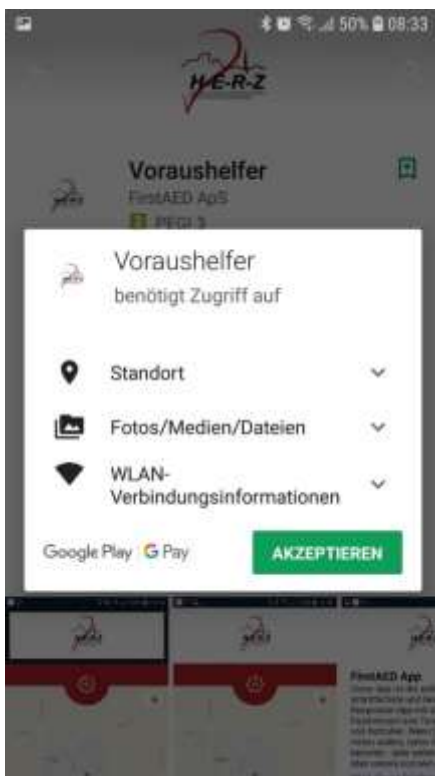 50% 08:33
H-E-R-Z
Voraushelfer
FirstAED ApS
PEGI 3
Voraushelfer
benötigt Zugriff auf
Standort
Fotos/Medien/Dateien
WLAN-
Verbindungsinformationen
Google Play G Pay
AKZEPTIEREN
FirstAED App